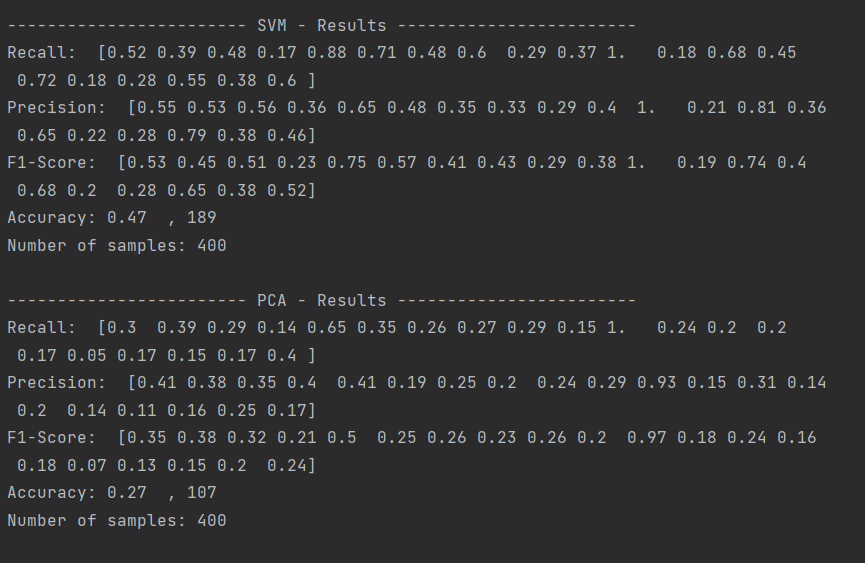 ------------------------ SVM - Results ------------------------
Recall:  [0.52 0.39 0.48 0.17 0.88 0.71 0.48 0.6  0.29 0.37 1.   0.18 0.68 0.45
 0.72 0.18 0.28 0.55 0.38 0.6 ]
Precision:  [0.55 0.53 0.56 0.36 0.65 0.48 0.35 0.33 0.29 0.4  1.   0.21 0.81 0.36
 0.65 0.22 0.28 0.79 0.38 0.46]
F1-Score:  [0.53 0.45 0.51 0.23 0.75 0.57 0.41 0.43 0.29 0.38 1.   0.19 0.74 0.4
 0.68 0.2  0.28 0.65 0.38 0.52]
Accuracy: 0.47  , 189
Number of samples: 400

------------------------ PCA - Results ------------------------
Recall:  [0.3  0.39 0.29 0.14 0.65 0.35 0.26 0.27 0.29 0.15 1.   0.24 0.2  0.2
 0.17 0.05 0.17 0.15 0.17 0.4 ]
Precision:  [0.41 0.38 0.35 0.4  0.41 0.19 0.25 0.2  0.24 0.29 0.93 0.15 0.31 0.14
 0.2  0.14 0.11 0.16 0.25 0.17]
F1-Score:  [0.35 0.38 0.32 0.21 0.5  0.25 0.26 0.23 0.26 0.2  0.97 0.18 0.24 0.16
 0.18 0.07 0.13 0.15 0.2  0.24]
Accuracy: 0.27  , 107
Number of samples: 400